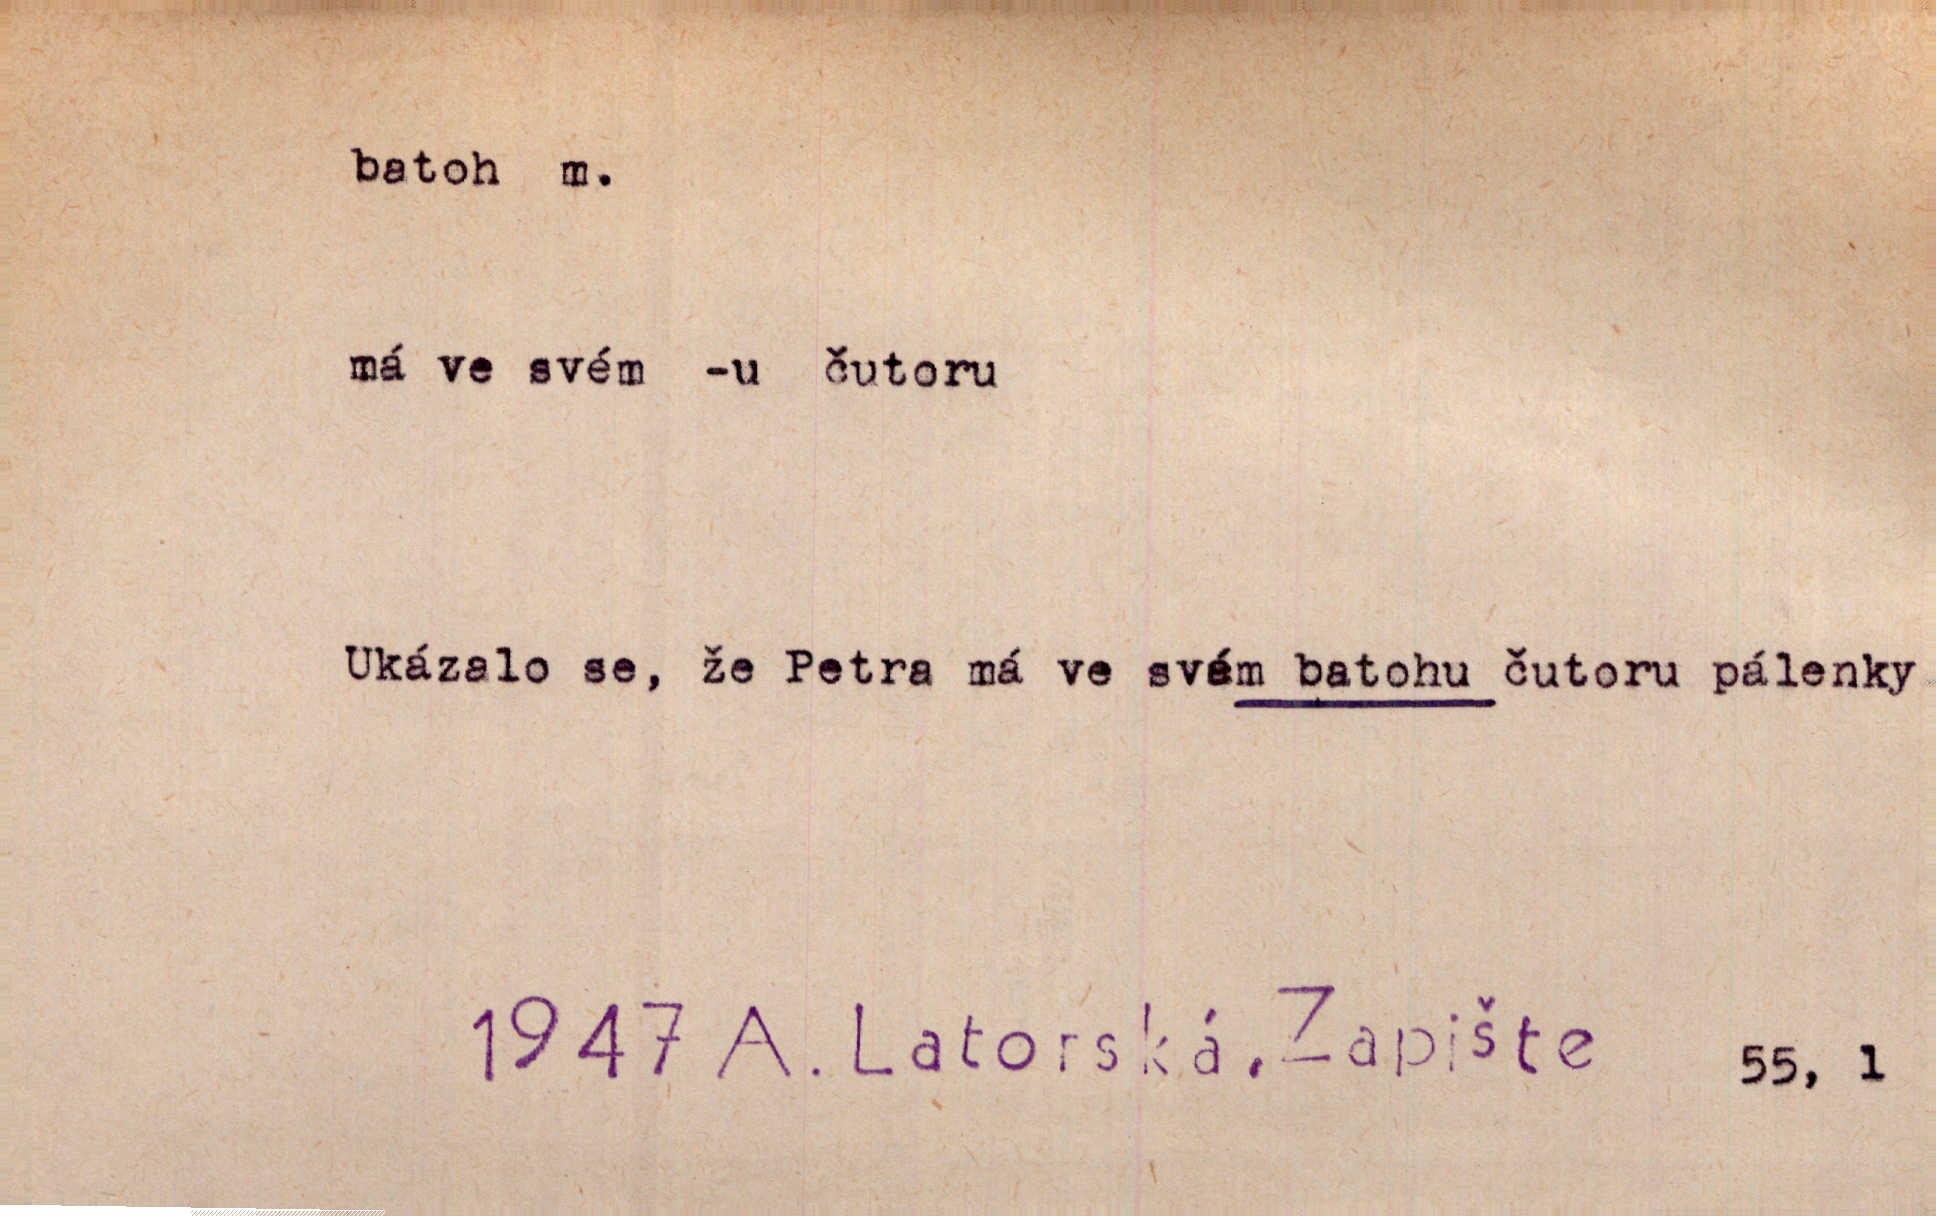 batoh m.
má ve svém -u čutoru
Ukázalo se, že Petra má ve svém batohu čutoru pálenky
1947 A. Latorská, Zapište 55, 1